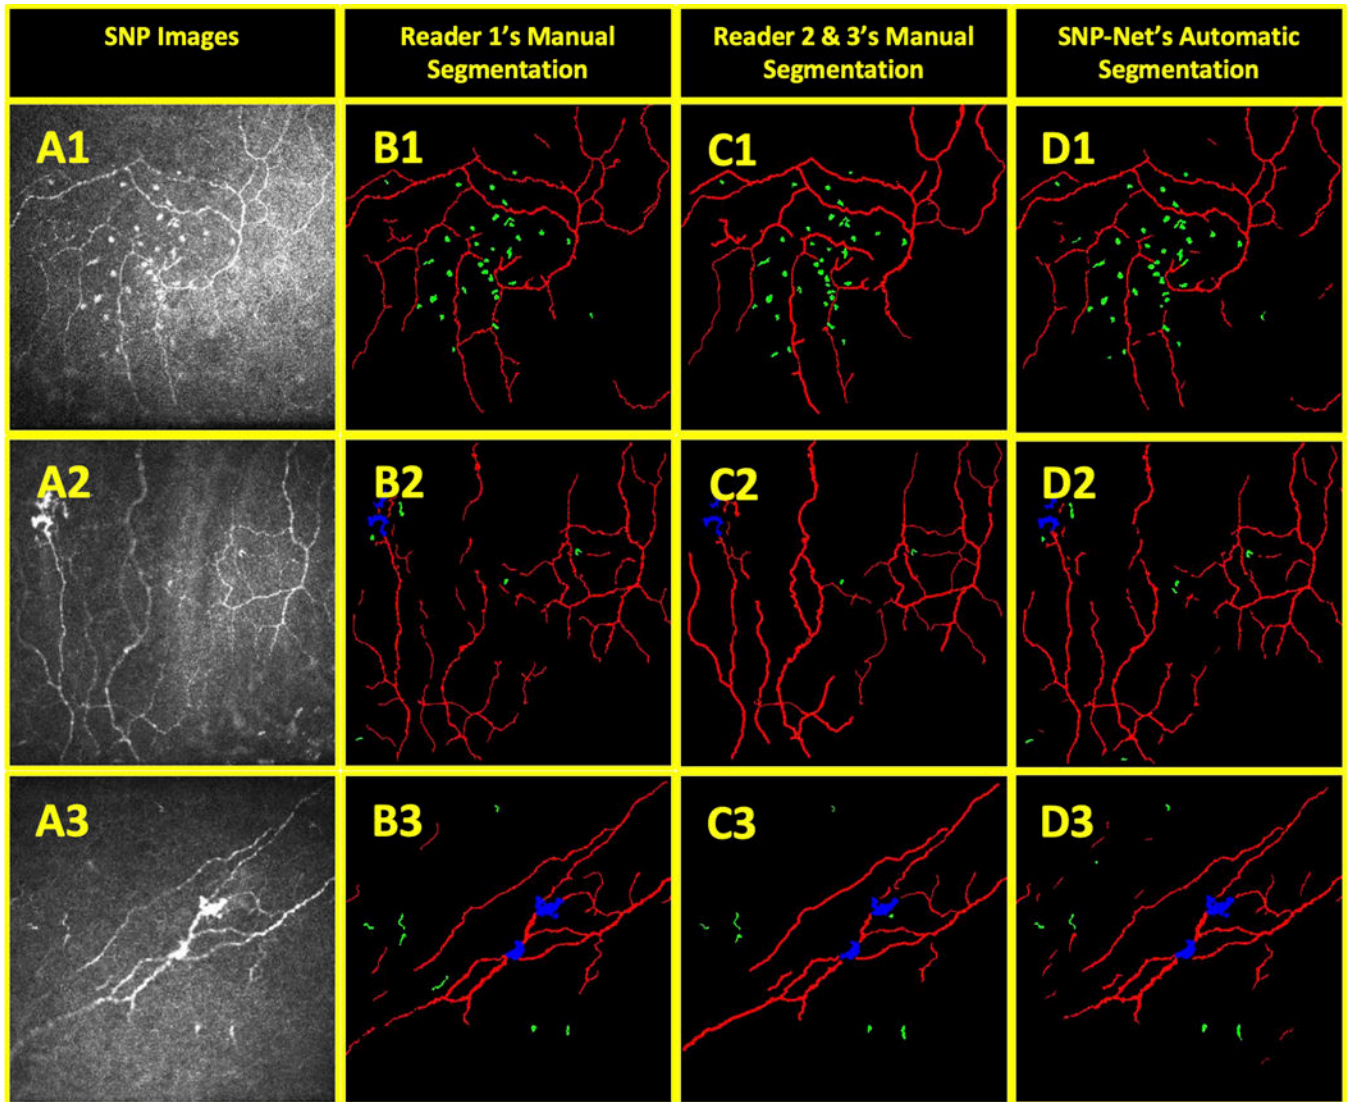 SNP Images
Reader 1’s Manual
Segmentation
Reader 2 & 3’s Manual
Segmentation
SNP-Net’s Automatic
Segmentation
A1
B1
C1
D1
A2
B2
C2
D2
A3
B3
C3
D3